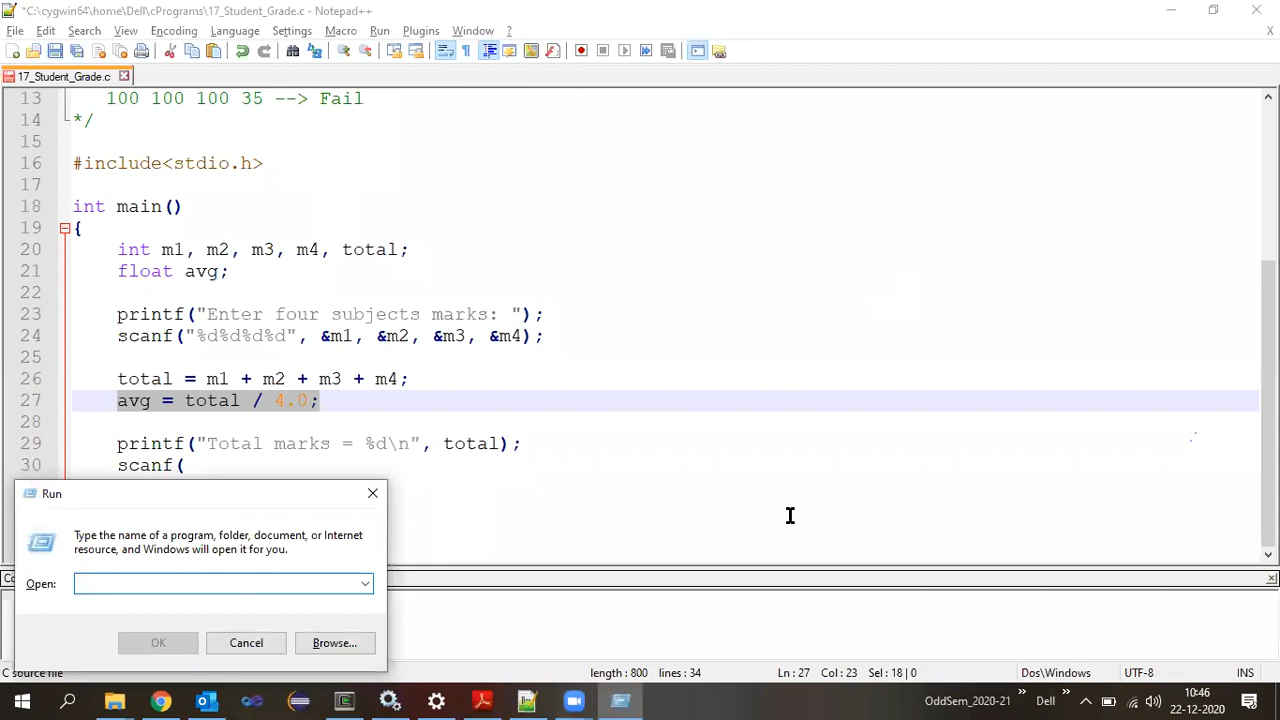 *C:\cygwin64\home\Dell\cPrograms\17_Student_Grade.c - Notepad++
File Edit Search View Encoding Language Settings Macro Run Plugins Window ? X
17_Student_Grade.c
13 100 100 100 35 --> Fail
14 */
15
16 #include<stdio.h>
17
18 int main()
19 {
20 int m1, m2, m3, m4, total;
21 float avg;
22
23 printf("Enter four subjects marks: ");
24 scanf("%d%d%d%d", &m1, &m2, &m3, &m4);
25
26 total = m1 + m2 + m3 + m4;
27 avg = total / 4.0;
28
29 printf("Total marks = %d\n", total);
30 scanf(
Run
Type the name of a program, folder, document, or Internet
resource, and Windows will open it for you.
Open:
OK Cancel Browse...
Co
C source file length : 800 lines : 34 Ln : 27 Col : 23 Sel : 18 | 0 Dos\Windows UTF-8 INS
OddSem_2020-21 » Dell » 10:46
22-12-2020